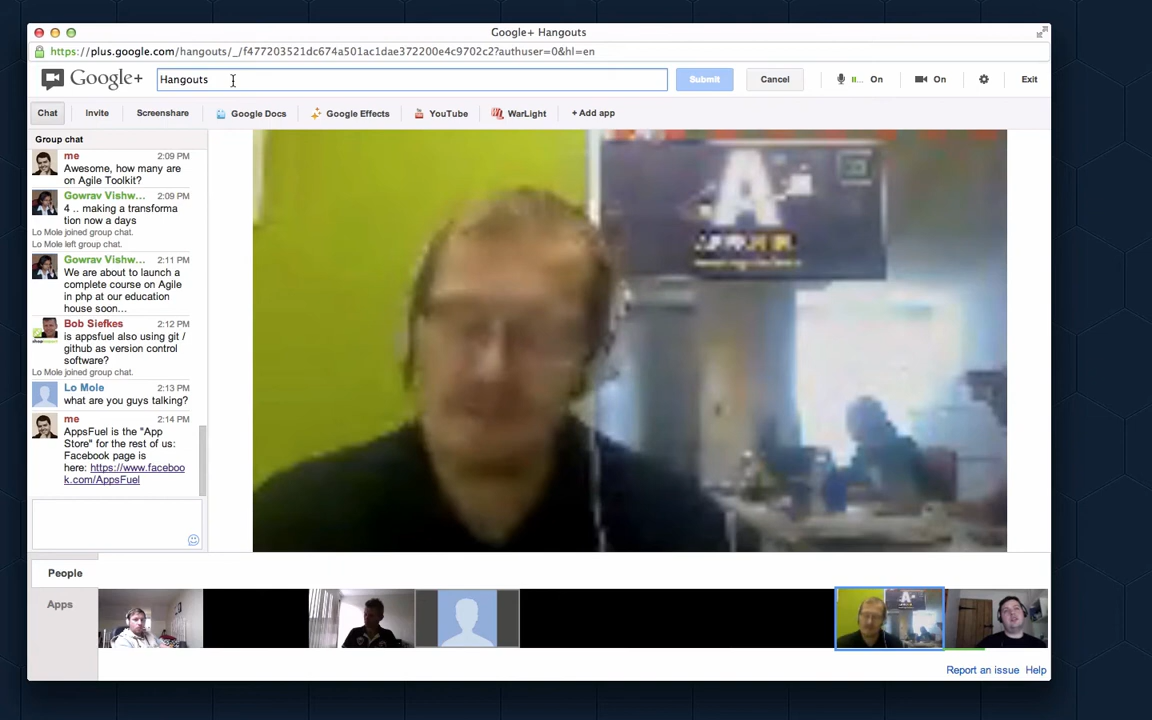 Google+ Hangouts
https://plus.google.com/hangouts/_/f477203521dc674a501ac1dae372200e4c9702c2?authuser=0&hl=en
Google+ Hangouts Submit Cancel On On Exit
Chat Invite Screenshare Google Docs Google Effects YouTube WarLight + Add app
Group chat
me 2:09 PM
Awesome, how many are
on Agile Toolkit?
Gowrav Vishw... 2:09 PM
4 .. making a transforma
tion now a days
Lo Mole joined group chat.
Lo Mole left group chat.
Gowrav Vishw... 2:11 PM
We are about to launch a
complete course on Agile
in php at our education
house soon...
Bob Siefkes 2:12 PM
is appsfuel also using git /
github as version control
software?
Lo Mole joined group chat.
Lo Mole 2:13 PM
what are you guys talking?
me 2:14 PM
AppsFuel is the "App
Store" for the rest of us:
Facebook page is
here: https://www.faceboo
k.com/AppsFuel
A
People
Apps
Report an issue Help